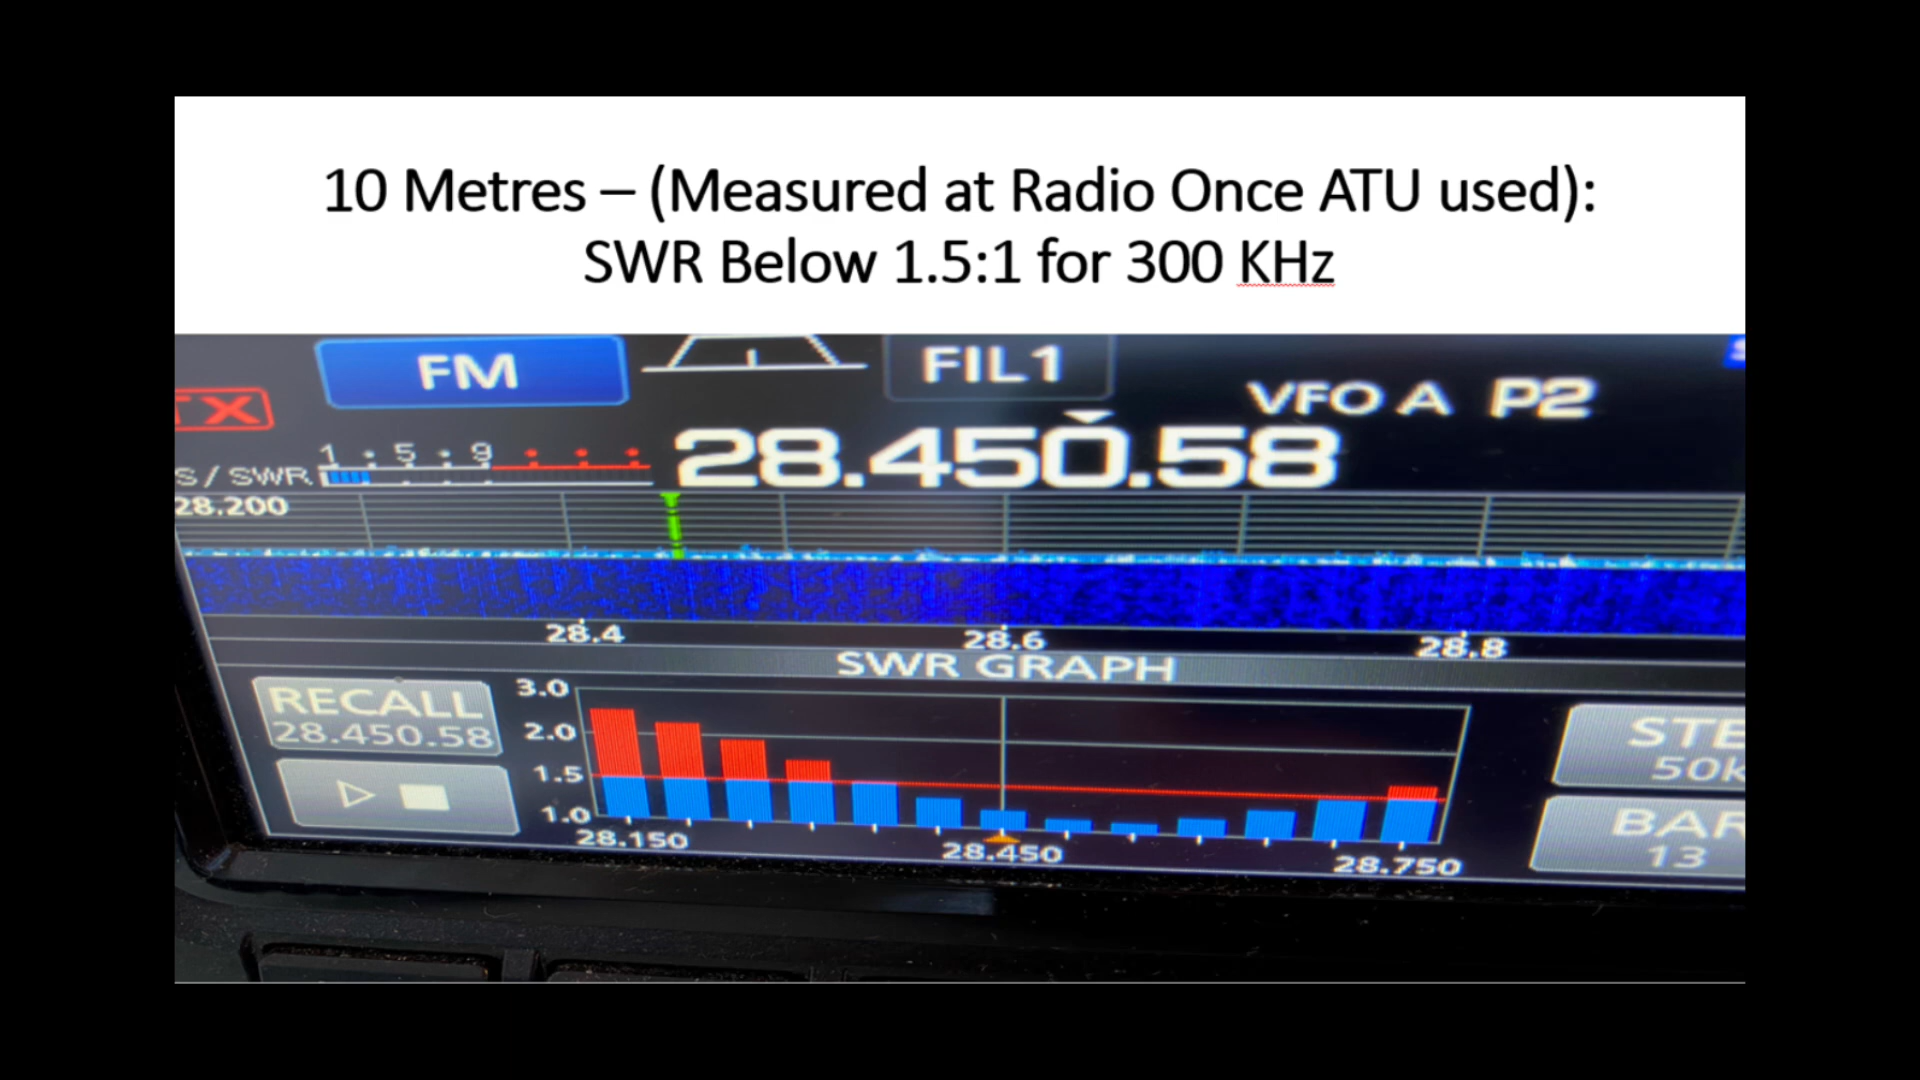 10 Metres – (Measured at Radio Once ATU used):
SWR Below 1.5:1 for 300 KHz
FM
FIL1
VFO A P2
TX
1 • 5 • 9
S / SWR
28.450.58
28.200
28.4 28.6 28.8
SWR GRAPH
RECALL
28.450.58
3.0
2.0
1.5
1.0
28.150 28.450 28.750
50k
13